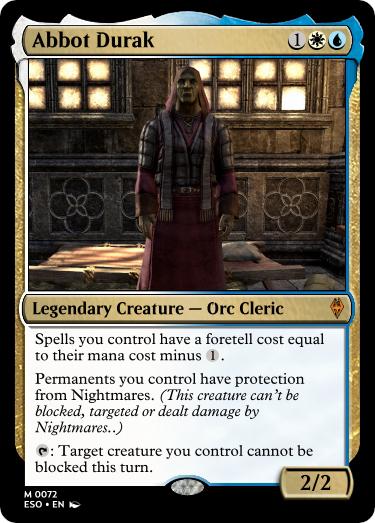 Abbot Durak 1
Legendary Creature — Orc Cleric
Spells you control have a foretell cost equal
to their mana cost minus 1.
Permanents you control have protection
from Nightmares. (This creature can't be
blocked, targeted or dealt damage by
Nightmares..)
: Target creature you control cannot be
blocked this turn.
2/2
M 0072
ESO • EN